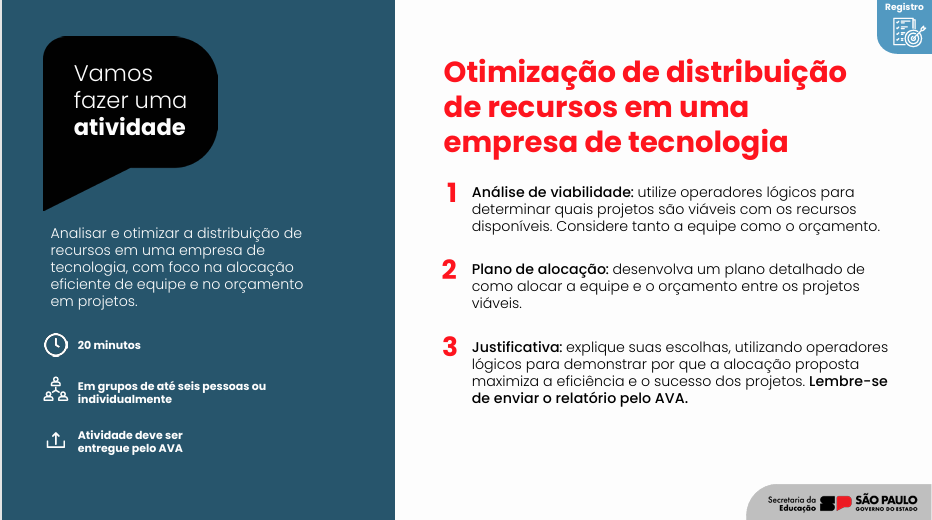 Registro
Vamos
fazer uma
atividade
Analisar e otimizar a distribuição de
recursos em uma empresa de
tecnologia, com foco na alocação
eficiente de equipe e no orçamento
em projetos.
20 minutos
Em grupos de até seis pessoas ou
individualmente
Atividade deve ser
entregue pelo AVA
Otimização de distribuição
de recursos em uma
empresa de tecnologia
1 Análise de viabilidade: utilize operadores lógicos para
determinar quais projetos são viáveis com os recursos
disponíveis. Considere tanto a equipe como o orçamento.
2 Plano de alocação: desenvolva um plano detalhado de
como alocar a equipe e o orçamento entre os projetos
viáveis.
3 Justificativa: explique suas escolhas, utilizando operadores
lógicos para demonstrar por que a alocação proposta
maximiza a eficiência e o sucesso dos projetos. Lembre-se
de enviar o relatório pelo AVA.
Secretaria da
Educação
SP
SÃO PAULO
GOVERNO DO ESTADO